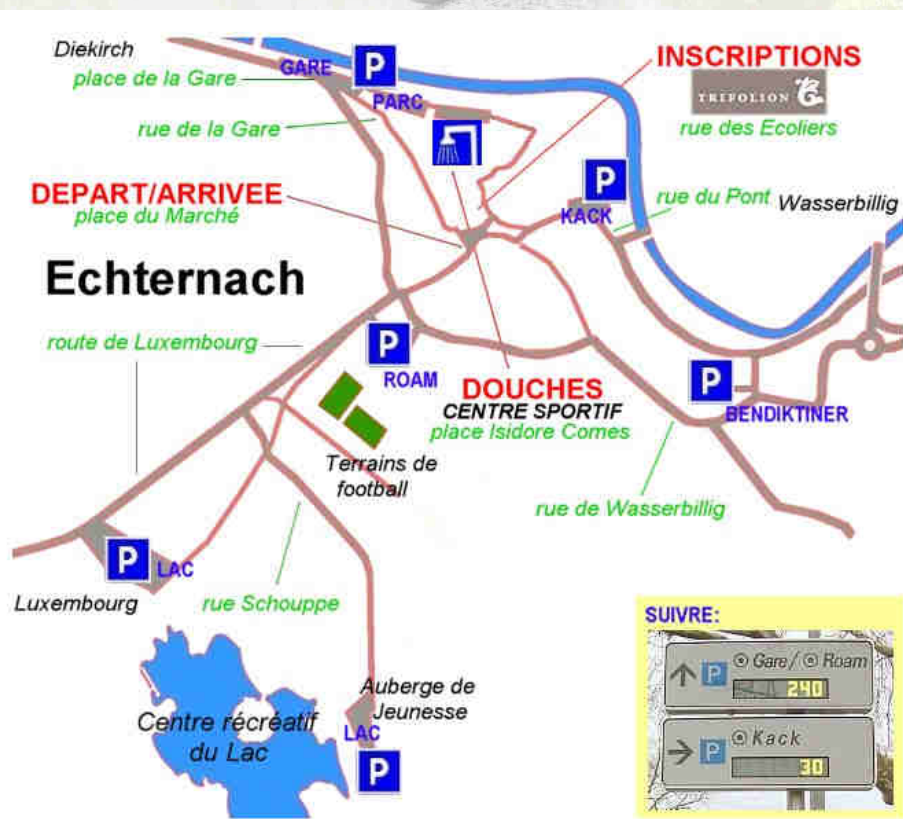 Diekirch
place de la Gare
GARE
P
PARC
INSCRIPTIONS
TRIFOLION
rue des Ecoliers
rue de la Gare
DEPART/ARRIVEE
place du Marché
P
KACK
rue du Pont
Wasserbillig
Echternach
route de Luxembourg
P
ROAM
DOUCHES
CENTRE SPORTIF
place Isidore Comes
P
BENDIKTINER
Terrains de
football
rue de Wasserbillig
P
LAC
Luxembourg
rue Schouppe
Auberge de
Jeunesse
LAC
P
Centre récréatif
du Lac
SUIVRE:
P Gare / Roam
240
P Kack
30